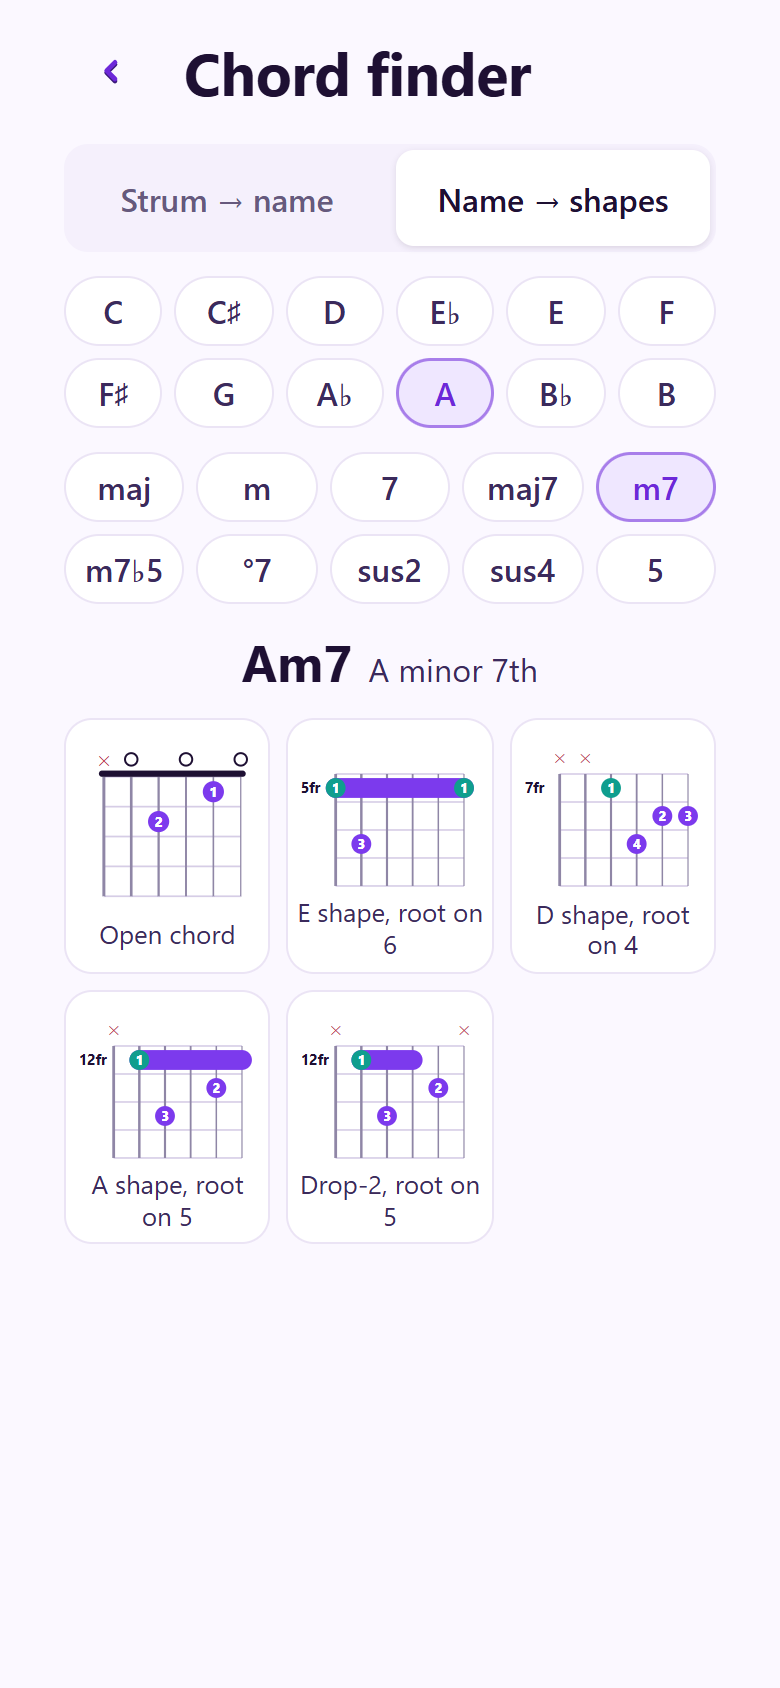 Chord finder
Strum → name
Name → shapes
C C♯ D E♭ E F
F♯ G A♭ A B♭ B
maj m 7 maj7 m7
m7♭5 °7 sus2 sus4 5
Am7 A minor 7th
× 1 2
Open chord
5fr 1 1 3
E shape, root on
6
× × 7fr 1 2 3 4
D shape, root
on 4
× 12fr 1 2 3
A shape, root
on 5
× × 12fr 1 2 3
Drop-2, root on
5